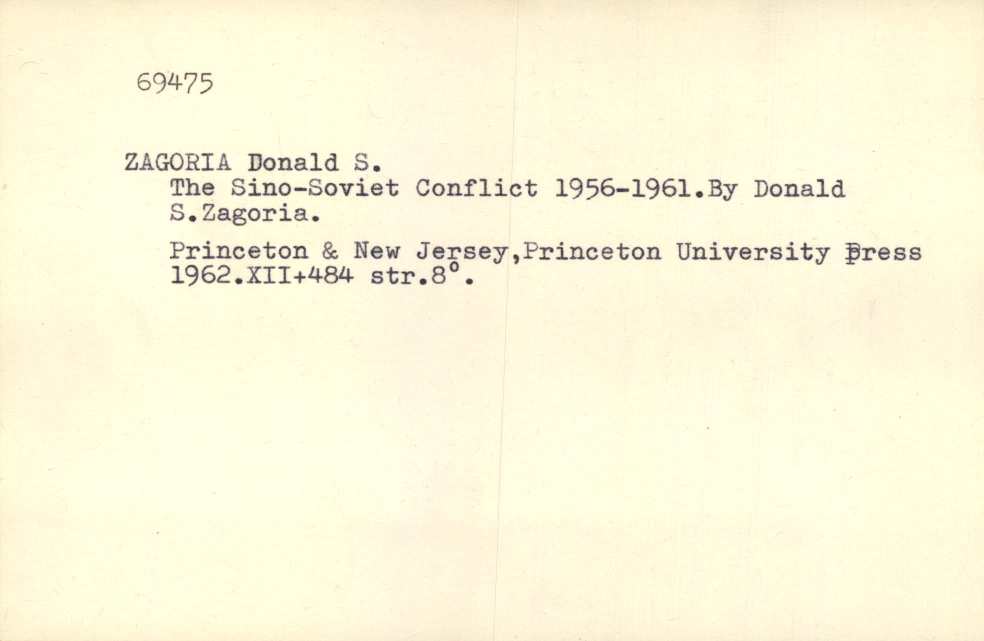 69475
ZAGORIA Donald S.
The Sino-Soviet Conflict 1956-1961.By Donald
S.Zagoria.
Princeton & New Jersey,Princeton University Press
1962.XII+484 str.8°.